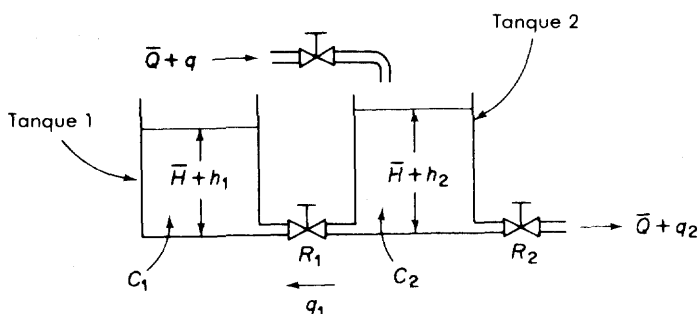 Tanque 2
Q̅ + q
Tanque 1
H̅ + h₁
H̅ + h₂
Q̅ + q₂
R₁
R₂
C₁
C₂
q₁